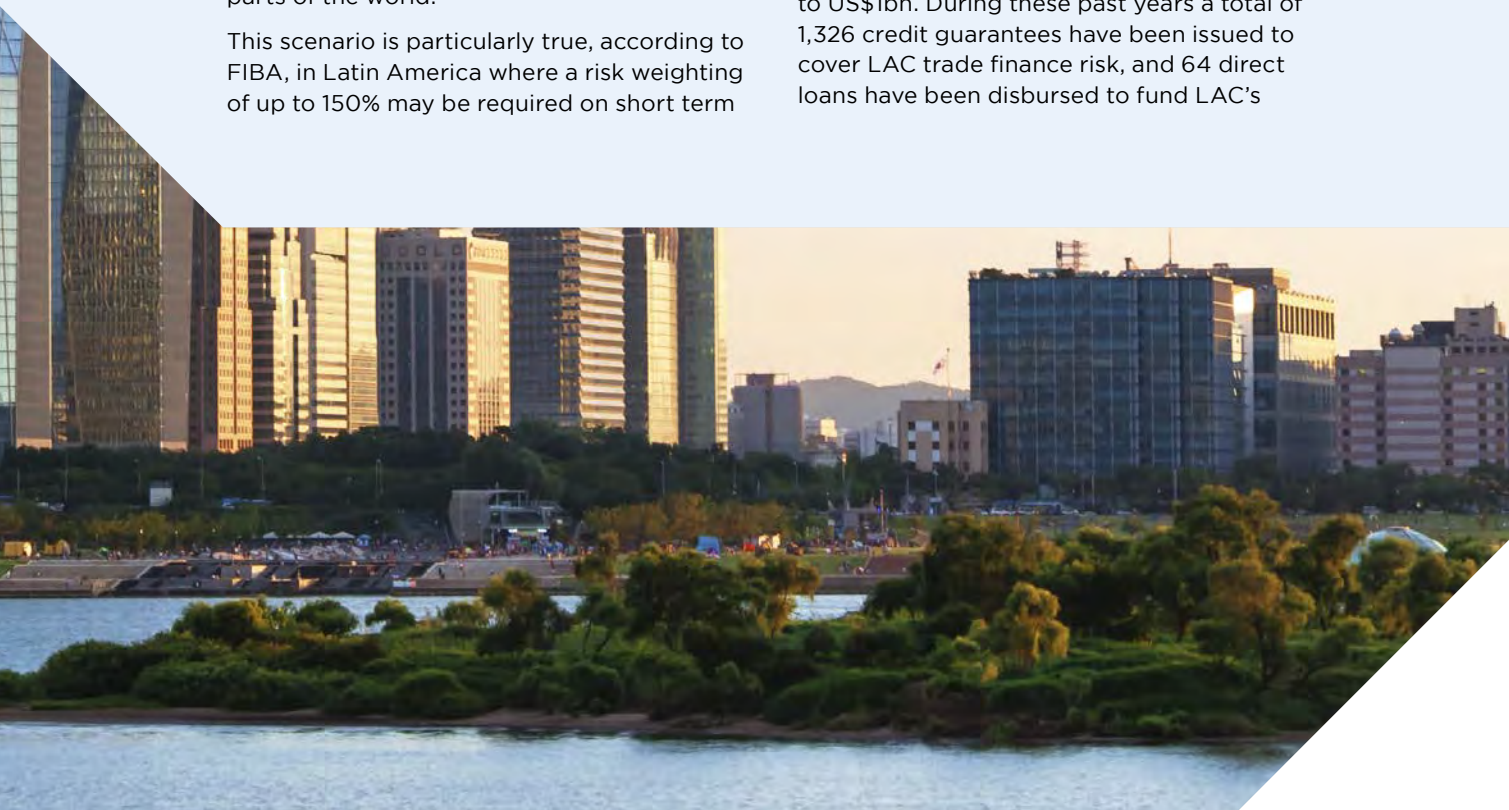 parts of the world.
This scenario is particularly true, according to
FIBA, in Latin America where a risk weighting
of up to 150% may be required on short term
to US$1bn. During these past years a total of
1,326 credit guarantees have been issued to
cover LAC trade finance risk, and 64 direct
loans have been disbursed to fund LAC’s